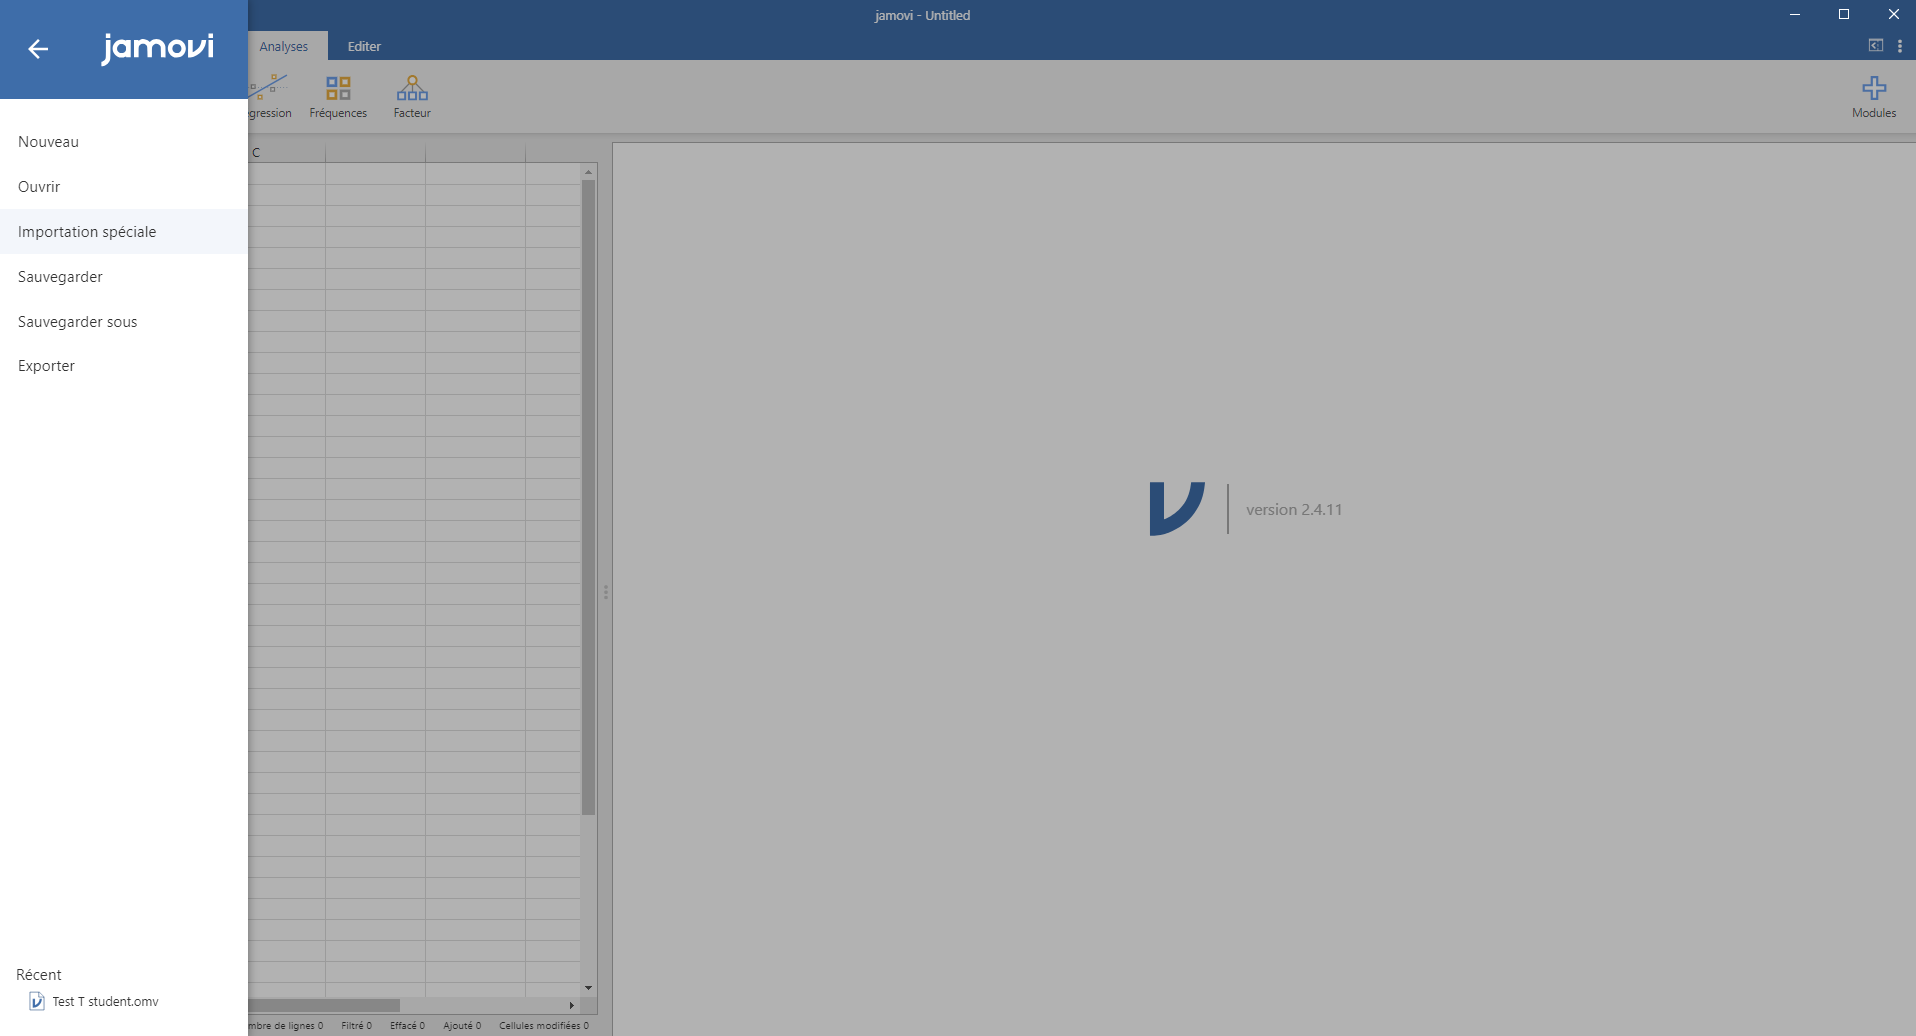 jamovi - Untitled
jamovi
Analyses
Editer
gression
Fréquences
Facteur
Modules
C
Nouveau
Ouvrir
Importation spéciale
Sauvegarder
Sauvegarder sous
Exporter
version 2.4.11
Récent
Test T student.omv
mbre de lignes 0
Filtré 0
Effacé 0
Ajouté 0
Cellules modifiées 0